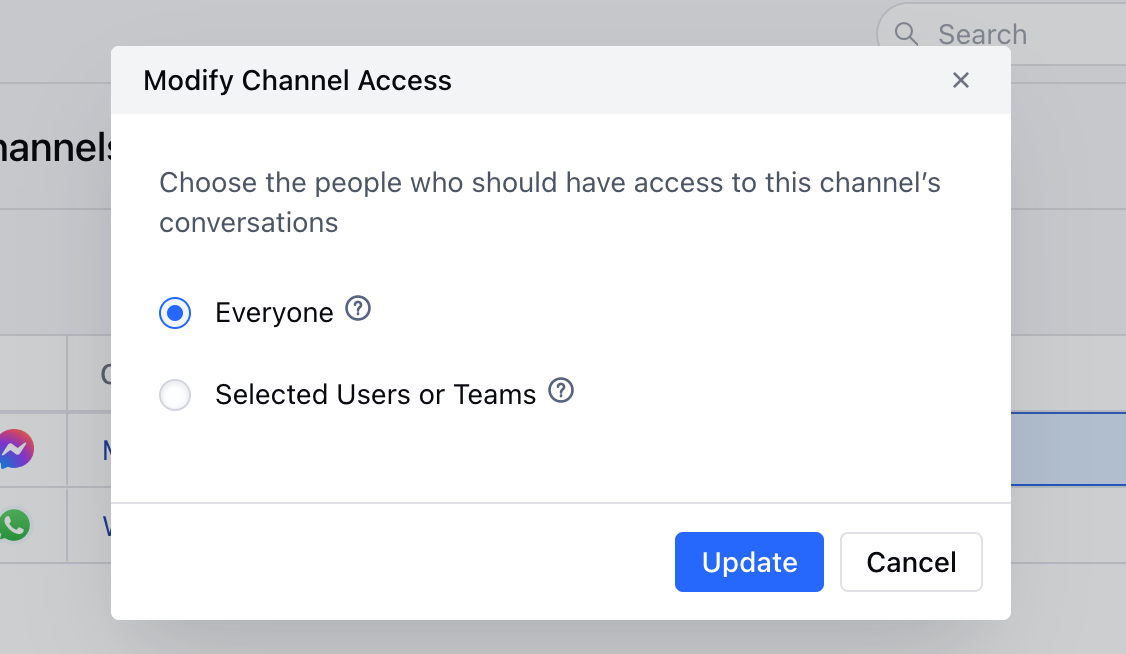 Search
Modify Channel Access
hannels
Choose the people who should have access to this channel’s
conversations
Everyone
Selected Users or Teams
Update
Cancel